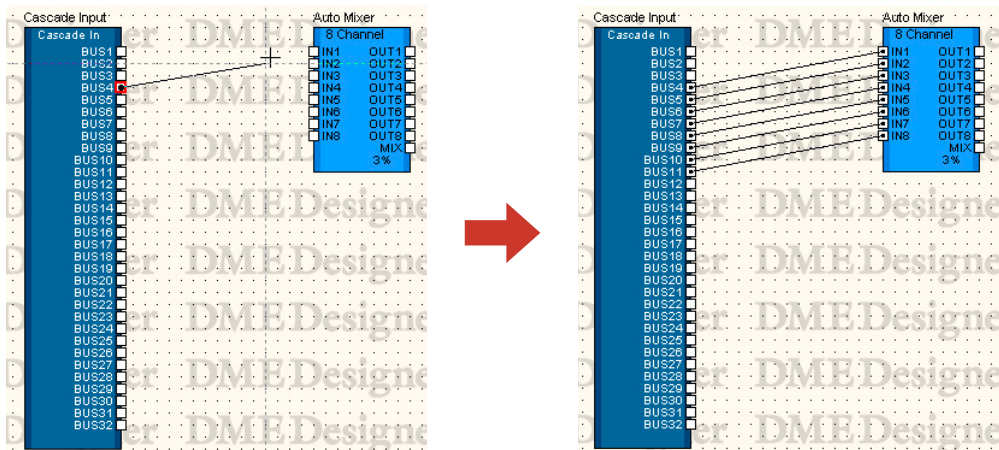 Cascade Input
Cascade In
BUS1
BUS2
BUS3
BUS4
BUS5
BUS6
BUS7
BUS8
BUS9
BUS10
BUS11
BUS12
BUS13
BUS14
BUS15
BUS16
BUS17
BUS18
BUS19
BUS20
BUS21
BUS22
BUS23
BUS24
BUS25
BUS26
BUS27
BUS28
BUS29
BUS30
BUS31
BUS32
Auto Mixer
8 Channel
IN1 OUT1
IN2 OUT2
IN3 OUT3
IN4 OUT4
IN5 OUT5
IN6 OUT6
IN7 OUT7
IN8 OUT8
MIX
3%
Cascade Input
Cascade In
BUS1
BUS2
BUS3
BUS4
BUS5
BUS6
BUS7
BUS8
BUS9
BUS10
BUS11
BUS12
BUS13
BUS14
BUS15
BUS16
BUS17
BUS18
BUS19
BUS20
BUS21
BUS22
BUS23
BUS24
BUS25
BUS26
BUS27
BUS28
BUS29
BUS30
BUS31
BUS32
Auto Mixer
8 Channel
IN1 OUT1
IN2 OUT2
IN3 OUT3
IN4 OUT4
IN5 OUT5
IN6 OUT6
IN7 OUT7
IN8 OUT8
MIX
3%
DME Designer